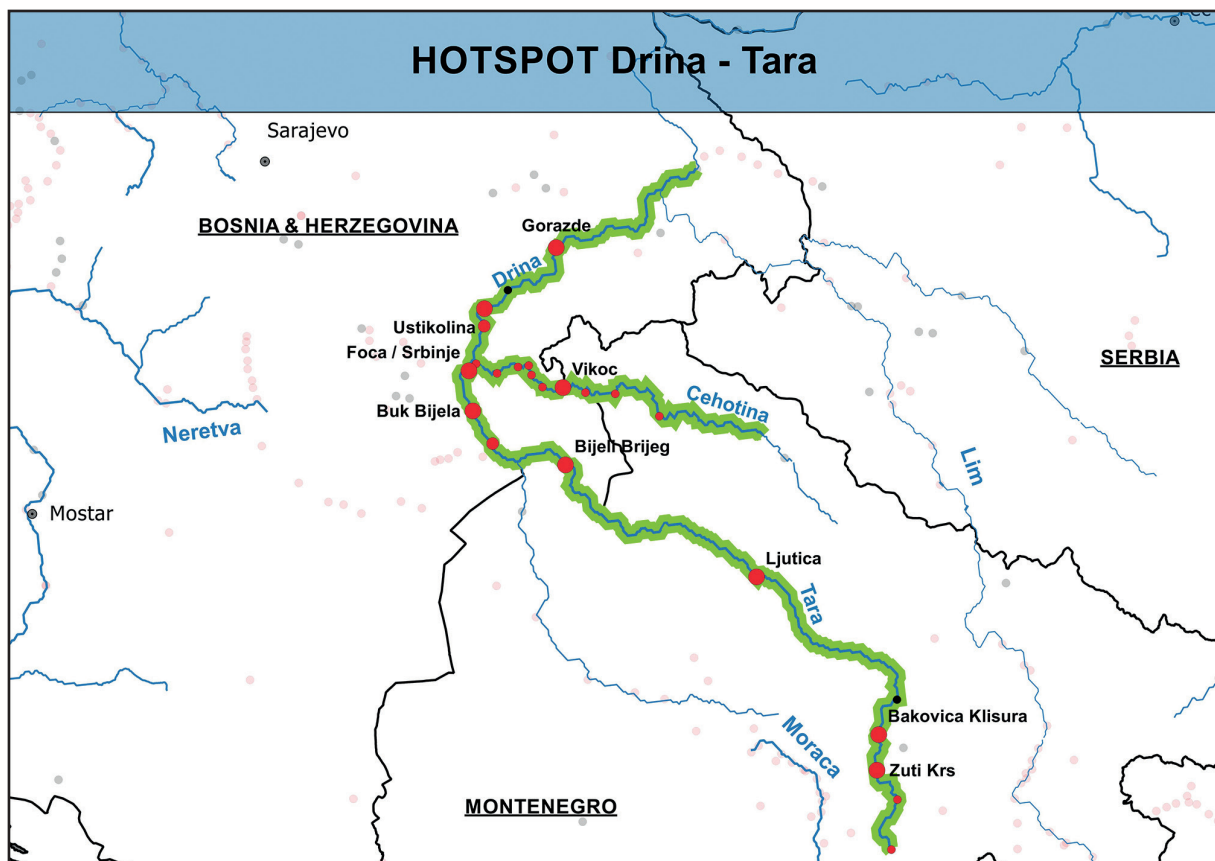 HOTSPOT Drina - Tara
Sarajevo
BOSNIA & HERZEGOVINA
Gorazde
Drina
Ustikolina
Foca / Srbinje
Vikoc
SERBIA
Cehotina
Buk Bijela
Neretva
Bijeli Brijeg
Lim
Mostar
Ljutica
Tara
Bakovica Klisura
Moraca
Zuti Krs
MONTENEGRO